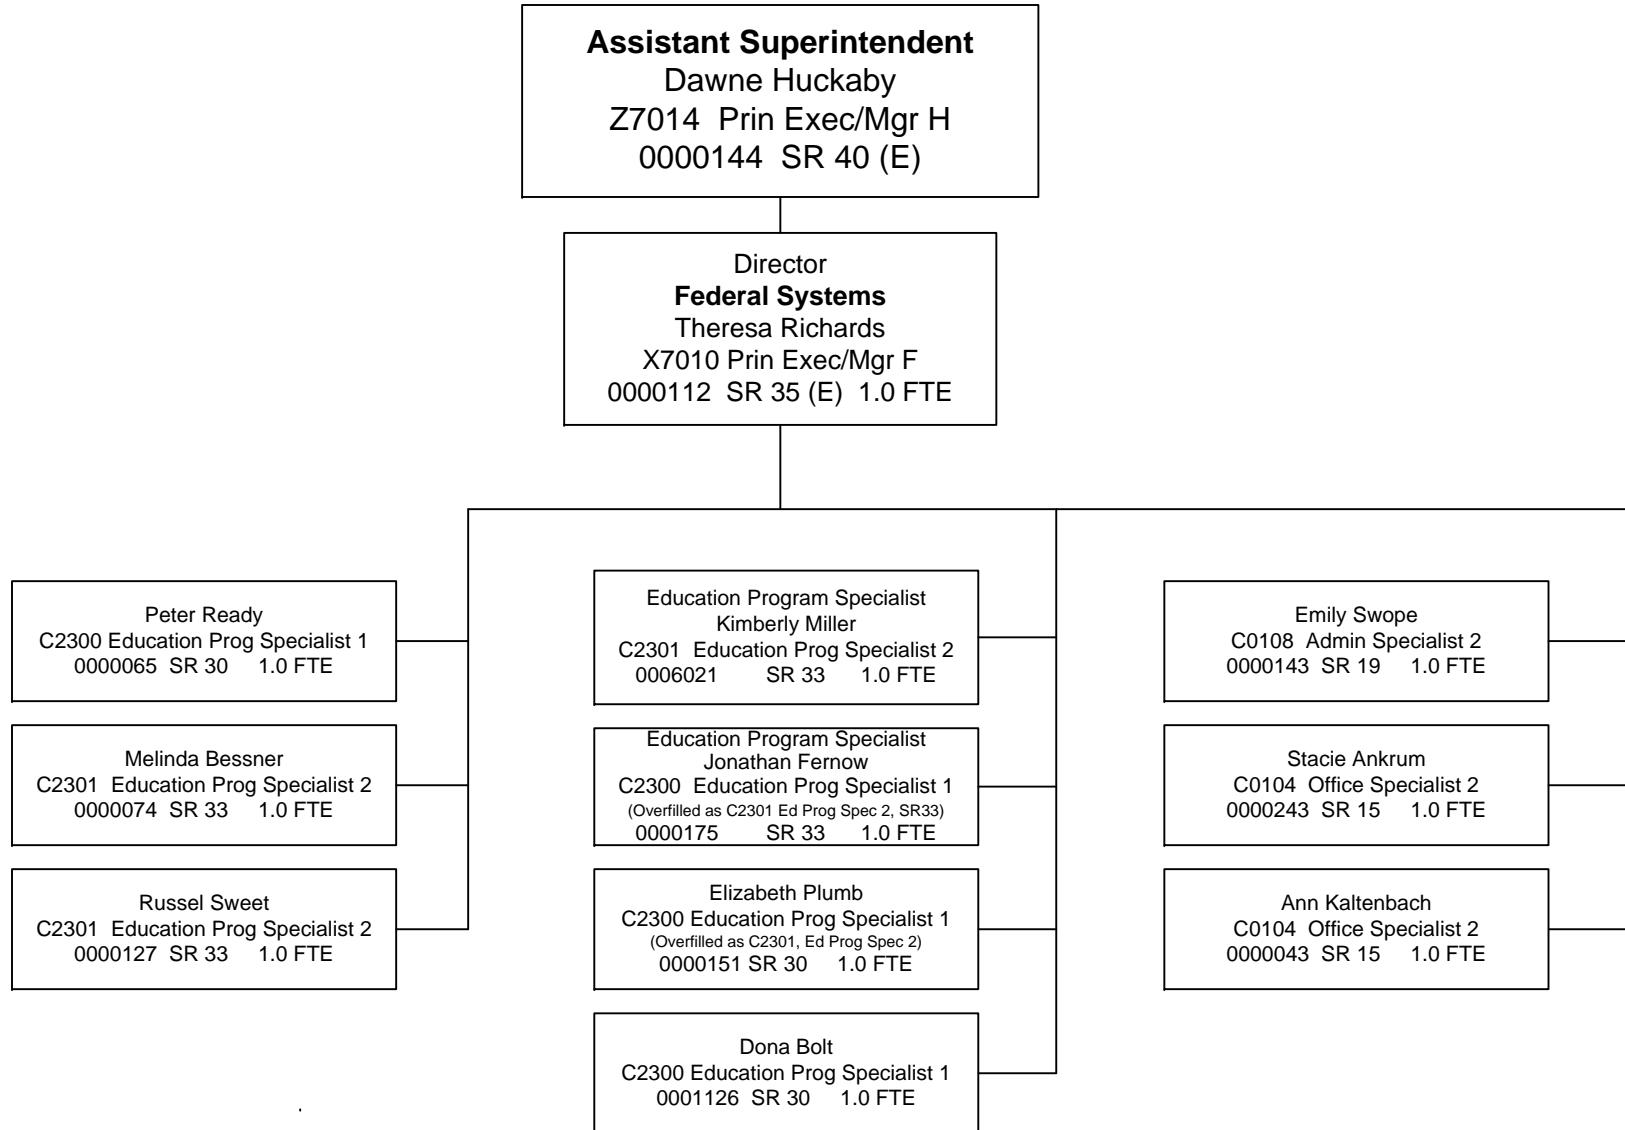 Assistant Superintendent
Dawne Huckaby
Z7014 Prin Exec/Mgr H
0000144 SR 40 (E)
Director
Federal Systems
Theresa Richards
X7010 Prin Exec/Mgr F
0000112 SR 35 (E) 1.0 FTE
Peter Ready
C2300 Education Prog Specialist 1
0000065 SR 30 1.0 FTE
Melinda Bessner
C2301 Education Prog Specialist 2
0000074 SR 33 1.0 FTE
Russel Sweet
C2301 Education Prog Specialist 2
0000127 SR 33 1.0 FTE
Education Program Specialist
Kimberly Miller
C2301 Education Prog Specialist 2
0006021 SR 33 1.0 FTE
Education Program Specialist
Jonathan Fernow
C2300 Education Prog Specialist 1
(Overfilled as C2301 Ed Prog Spec 2, SR33)
0000175 SR 33 1.0 FTE
Elizabeth Plumb
C2300 Education Prog Specialist 1
(Overfilled as C2301, Ed Prog Spec 2)
0000151 SR 30 1.0 FTE
Dona Bolt
C2300 Education Prog Specialist 1
0001126 SR 30 1.0 FTE
Emily Swope
C0108 Admin Specialist 2
0000143 SR 19 1.0 FTE
Stacie Ankrum
C0104 Office Specialist 2
0000243 SR 15 1.0 FTE
Ann Kaltenbach
C0104 Office Specialist 2
0000043 SR 15 1.0 FTE